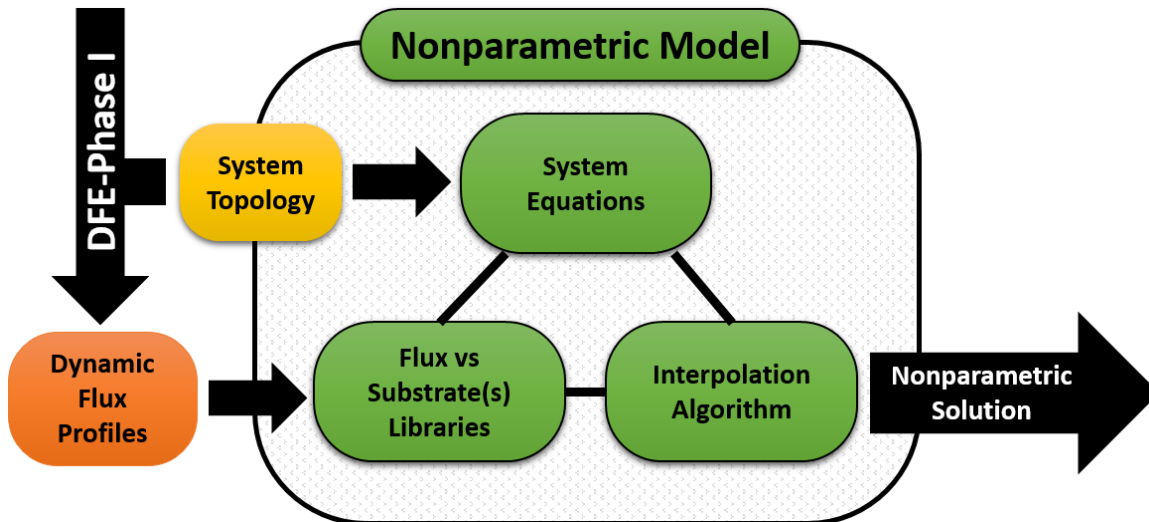 Nonparametric Model
DFE-Phase I
System
Topology
System
Equations
Dynamic
Flux
Profiles
Flux vs
Substrate(s)
Libraries
Interpolation
Algorithm
Nonparametric
Solution